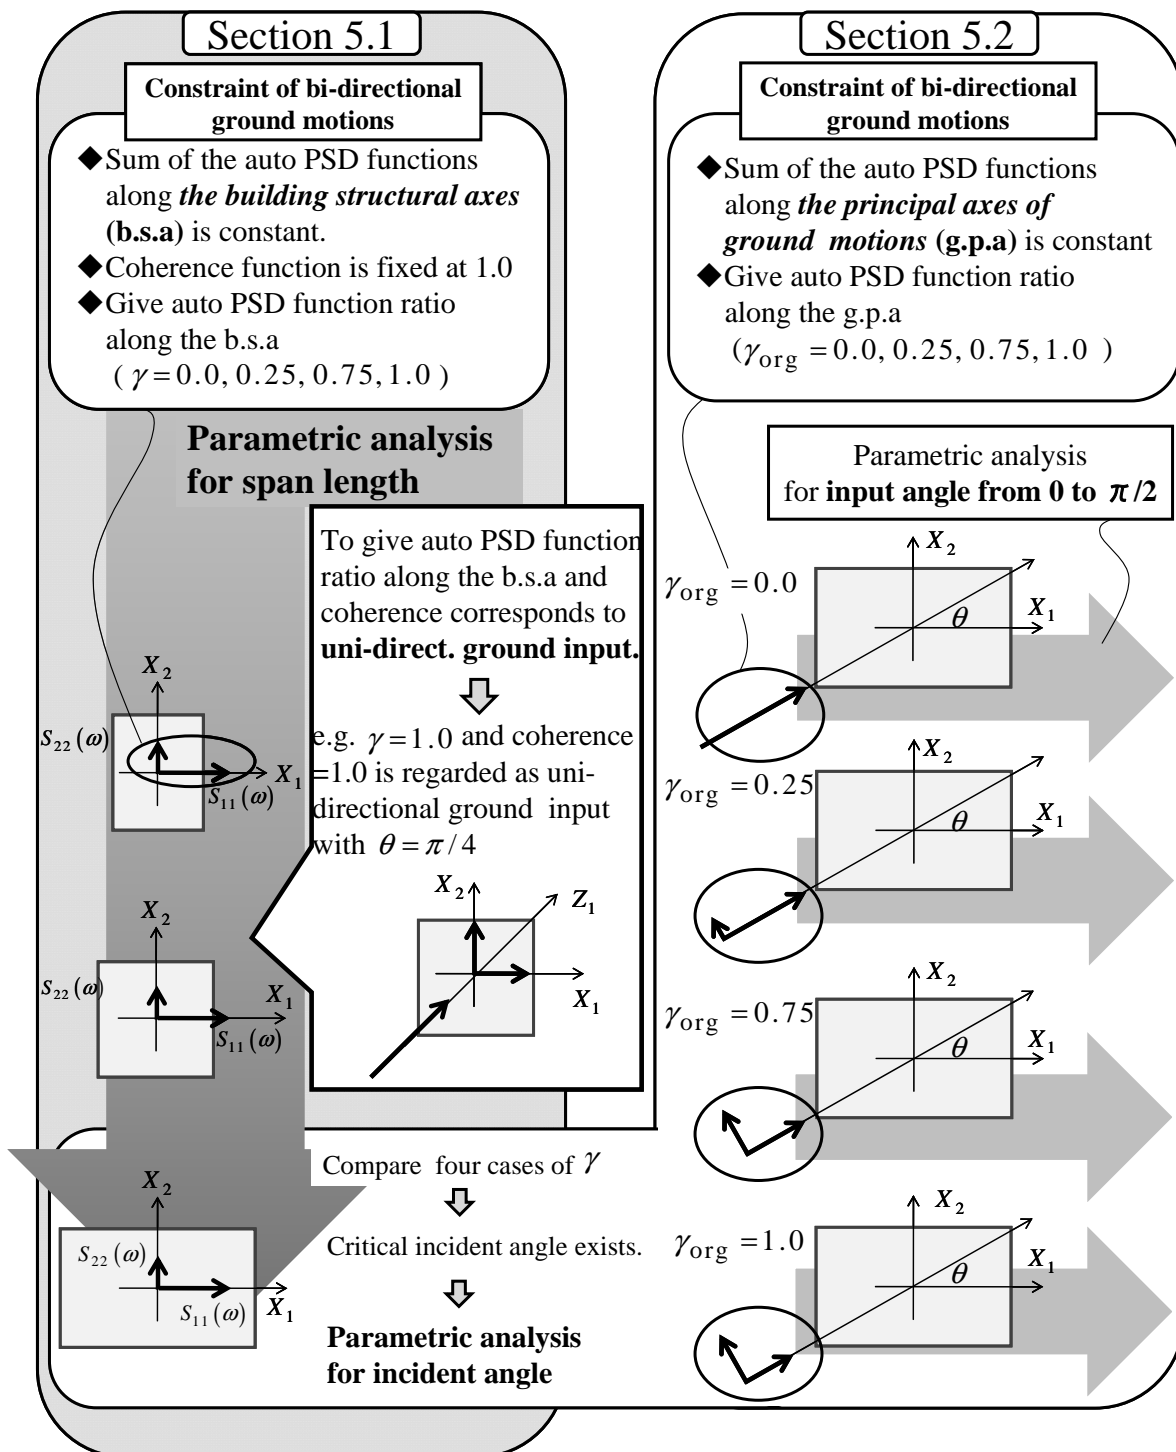 Section 5.1
Constraint of bi-directional
ground motions
◆Sum of the auto PSD functions
along the building structural axes
(b.s.a) is constant.
◆Coherence function is fixed at 1.0
◆Give auto PSD function ratio
along the b.s.a
( γ=0.0, 0.25, 0.75, 1.0 )
Parametric analysis
for span length
To give auto PSD function
ratio along the b.s.a and
coherence corresponds to
uni-direct. ground input.
e.g. γ=1.0 and coherence
=1.0 is regarded as uni-
directional ground input
with θ=π/4
X2
Z1
X1
X2
S22(ω)
X1
S11(ω)
X2
S22(ω)
X1
S11(ω)
X2
S22(ω)
S11(ω)
X1
Compare four cases of γ
Critical incident angle exists.
Parametric analysis
for incident angle
Section 5.2
Constraint of bi-directional
ground motions
◆Sum of the auto PSD functions
along the principal axes of
ground motions (g.p.a) is constant
◆Give auto PSD function ratio
along the g.p.a
(γorg =0.0, 0.25, 0.75, 1.0 )
Parametric analysis
for input angle from 0 to π/2
X2
γorg =0.0
θ
X1
X2
γorg =0.25
θ
X1
X2
γorg =0.75
θ
X1
X2
γorg =1.0
θ
X1